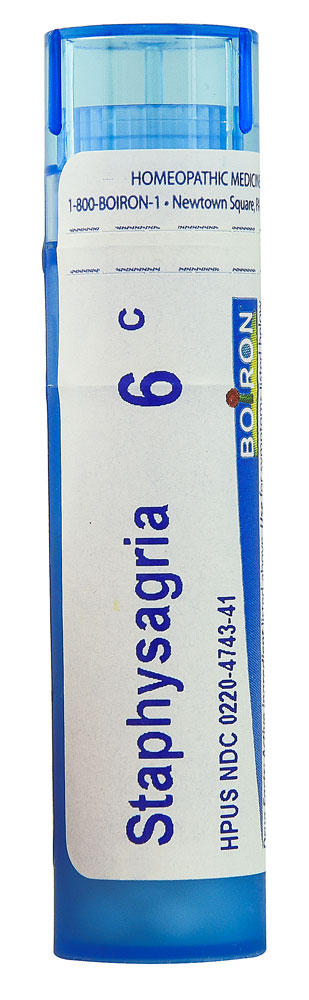 HOMEOPATHIC MEDICINE
1-800-BOIRON-1 • Newtown Square, PA
Staphysagria 6 C
BOIRON
HPUS NDC 0220-4743-41